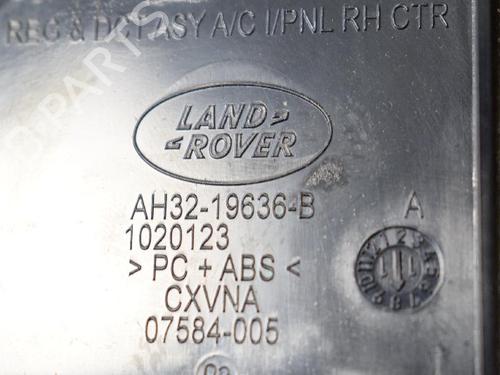 REG & DCT ASY A/C I/PNL RH CTR
LAND
ROVER
AH32-19636-B A
1020123
> PC + ABS <
CXVNA
07584-005